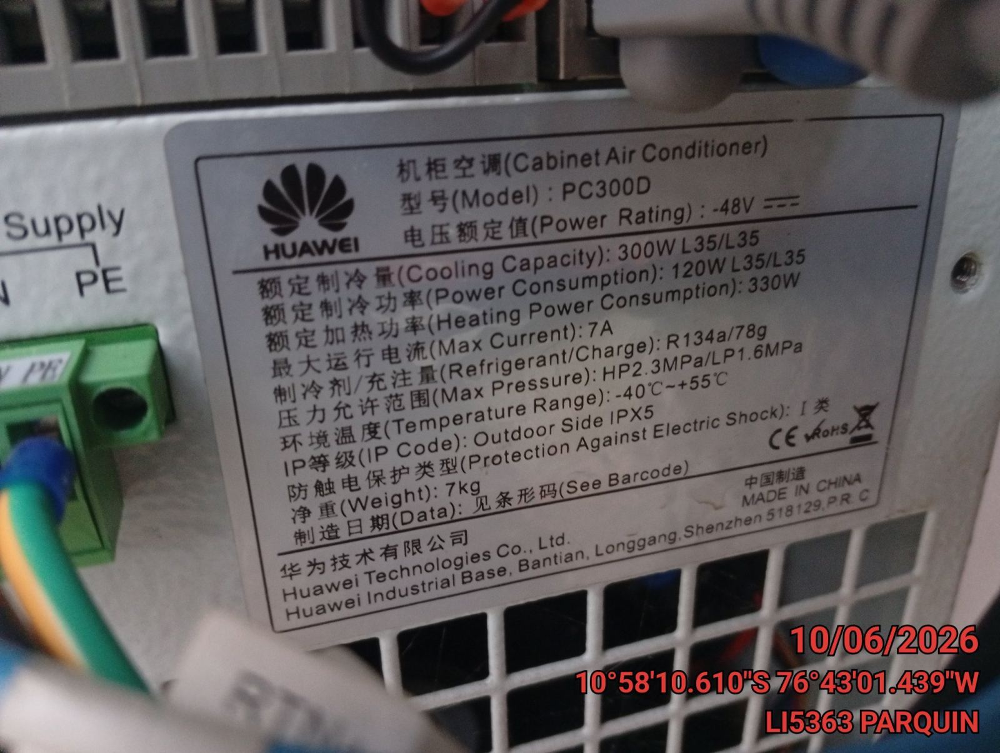 Supply
PE
PE
HUAWEI
机柜空调(Cabinet Air Conditioner)
型号(Model) : PC300D
电压额定值(Power Rating) : -48V
额定制冷量(Cooling Capacity): 300W L35/L35
额定制冷功率(Power Consumption): 120W L35/L35
额定加热功率(Heating Power Consumption): 330W
最大运行电流(Max Current): 7A
制冷剂/充注量(Refrigerant/Charge): R134a/78g
压力允许范围(Max Pressure): HP2.3MPa/LP1.6MPa
环境温度(Temperature Range): -40℃~+55℃
IP等级(IP Code): Outdoor Side IPX5
防触电保护类型(Protection Against Electric Shock): I 类
净重(Weight): 7kg
制造日期(Data): 见条形码(See Barcode)
CE RoHS
华为技术有限公司
中国制造
MADE IN CHINA
Huawei Technologies Co., Ltd.
Huawei Industrial Base, Bantian, Longgang,Shenzhen 518129,P.R. C
10/06/2026
10°58'10.610"S 76°43'01.439"W
LI5363 PARQUIN